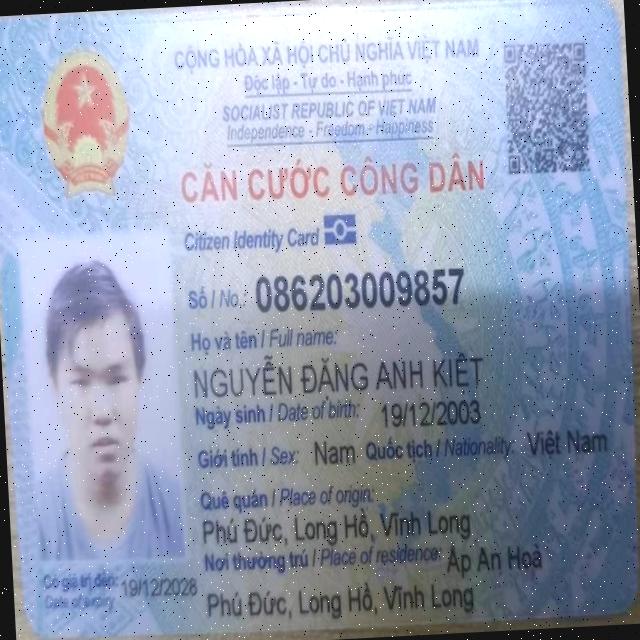 CỘNG HÒA XÃ HỘI CHỦ NGHĨA VIỆT NAM
Độc lập - Tự do - Hạnh phúc
SOCIALIST REPUBLIC OF VIET NAM
Independence - Freedom - Happiness
CĂN CƯỚC CÔNG DÂN
Citizen Identity Card
Số / No.: 086203009857
Họ và tên / Full name:
NGUYỄN ĐĂNG ANH KIỆT
Ngày sinh / Date of birth: 19/12/2003
Giới tính / Sex: Nam Quốc tịch / Nationality: Việt Nam
Quê quán / Place of origin:
Phú Đức, Long Hồ, Vĩnh Long
Nơi thường trú / Place of residence: Ấp An Hoà
Phú Đức, Long Hồ, Vĩnh Long
Có giá trị đến: 19/12/2028
Date of expiry